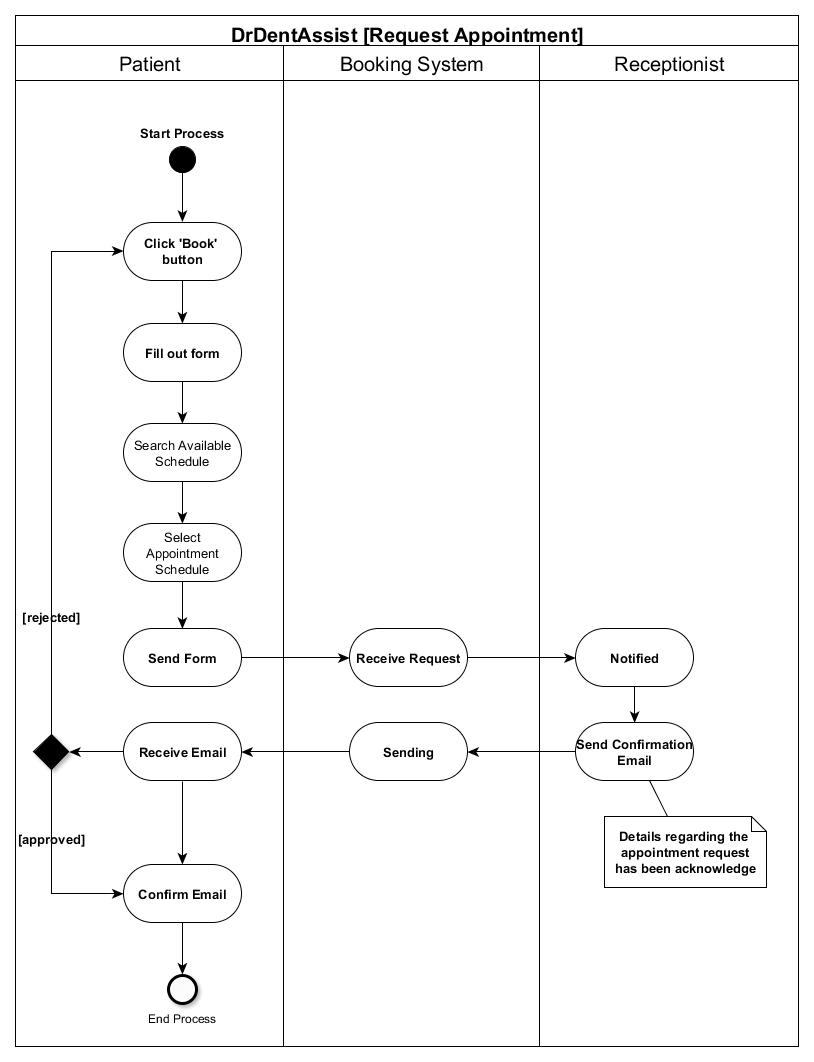 DrDentAssist [Request Appointment]
Patient
Booking System
Receptionist
Start Process
Click 'Book'
button
Fill out form
Search Available
Schedule
Select
Appointment
Schedule
[rejected]
Send Form
Receive Request
Notified
Receive Email
Sending
Send Confirmation
Email
[approved]
Details regarding the
appointment request
has been acknowledge
Confirm Email
End Process